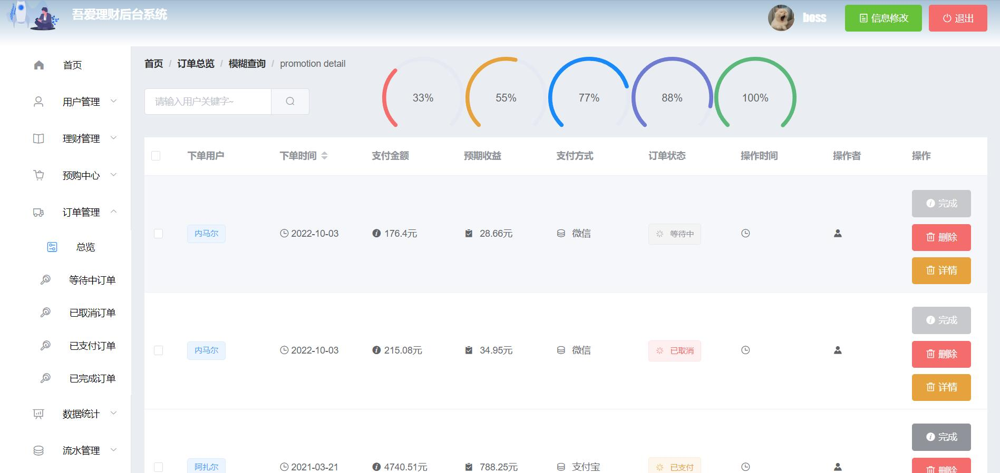 吾爱理财后台系统
boss
信息修改
退出
首页
用户管理
理财管理
预购中心
订单管理
总览
等待中订单
已取消订单
已支付订单
已完成订单
数据统计
流水管理
首页 / 订单总览 / 模糊查询 / promotion detail
请输入用户关键字~
33% 55% 77% 88% 100%
下单用户 下单时间 支付金额 预期收益 支付方式 订单状态 操作时间 操作者 操作
内马尔 2022-10-03 176.4元 28.66元 微信 等待中
完成
删除
详情
内马尔 2022-10-03 215.08元 34.95元 微信 已取消
完成
删除
详情
阿扎尔 2021-03-21 4740.51元 788.25元 支付宝 已支付
完成
删除